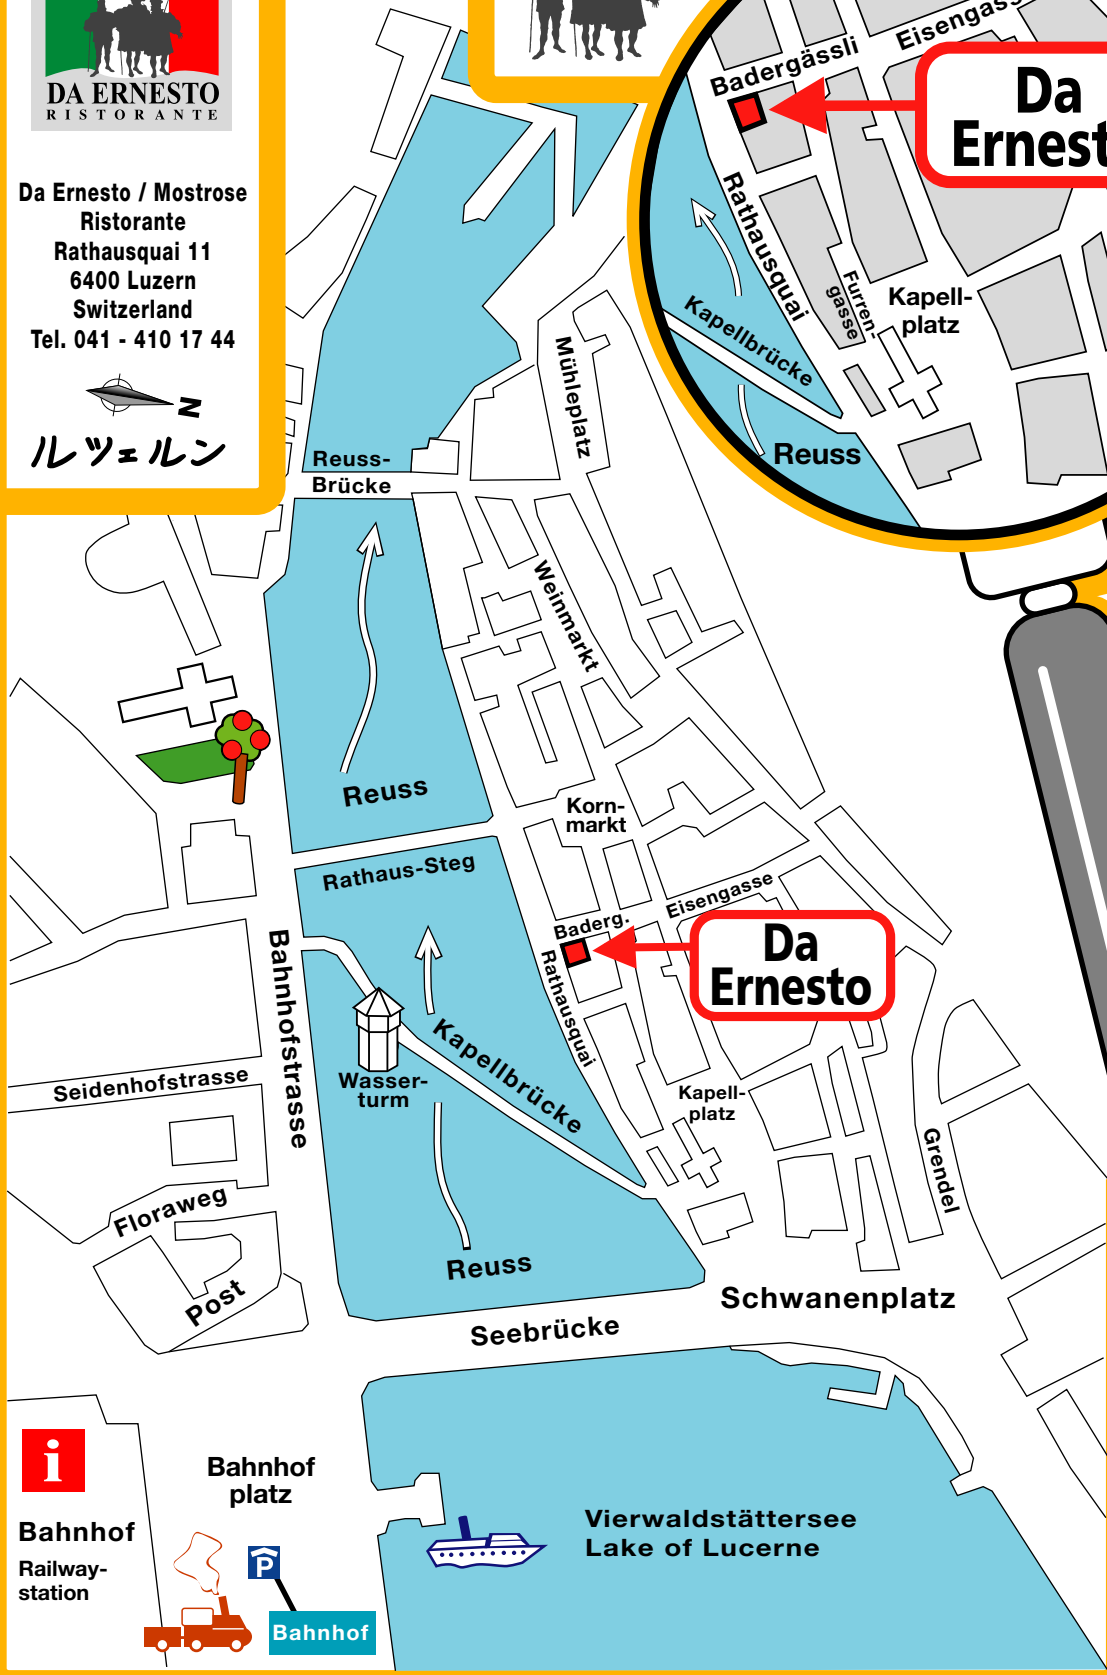 DA ERNESTO
RISTORANTE
Da Ernesto / Mostrose
Ristorante
Rathausquai 11
6400 Luzern
Switzerland
Tel. 041 - 410 17 44
N
ルツェルン
Eisengass
Badergässli
Da
Ernest
Rathausquai
Furren-
gasse
Kapell-
platz
Kapellbrücke
Reuss
Mühleplatz
Reuss-
Brücke
Weinmarkt
Reuss
Korn-
markt
Rathaus-Steg
Eisengasse
Baderg.
Da
Ernesto
Rathausquai
Bahnhofstrasse
Kapellbrücke
Wasser-
turm
Seidenhofstrasse
Kapell-
platz
Grendel
Floraweg
Reuss
Post
Schwanenplatz
Seebrücke
i
Bahnhof
platz
Bahnhof
Railway-
station
P
Bahnhof
Vierwaldstättersee
Lake of Lucerne